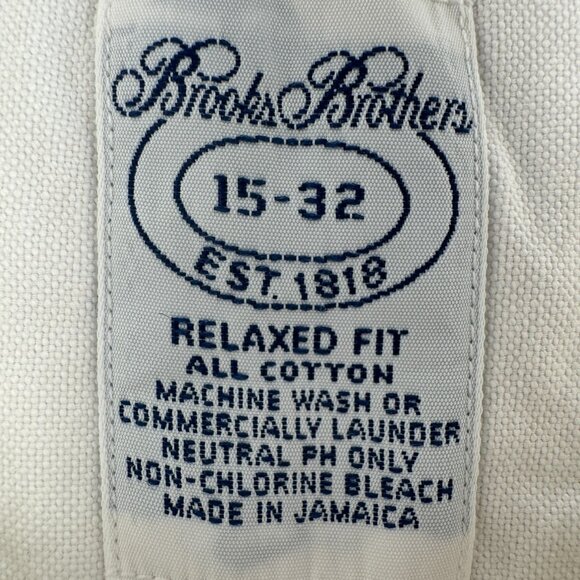 Brooks Brothers
15-32
EST. 1818
RELAXED FIT
ALL COTTON
MACHINE WASH OR
COMMERCIALLY LAUNDER
NEUTRAL PH ONLY
NON-CHLORINE BLEACH
MADE IN JAMAICA